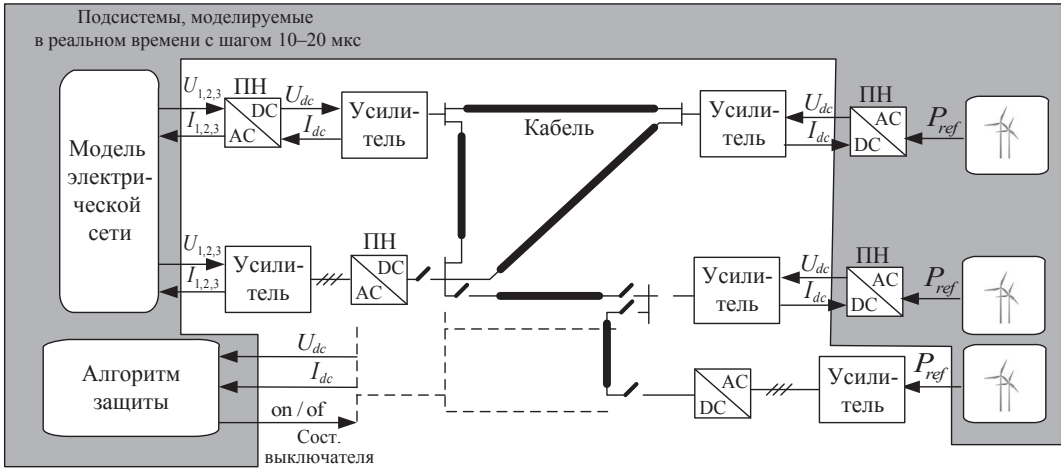 Подсистемы, моделируемые
в реальном времени с шагом 10–20 мкс
Модель
электри-
ческой
сети
U1,2,3
I1,2,3
ПН
DC
AC
Udc
Idc
Усили-
тель
Кабель
Усили-
тель
Udc
Idc
ПН
AC
DC
Pref
U1,2,3
I1,2,3
Усили-
тель
ПН
DC
AC
Усили-
тель
Udc
Idc
ПН
AC
DC
Pref
Алгоритм
защиты
Udc
Idc
on / of
Сост.
выключателя
AC
DC
Усили-
тель
Pref